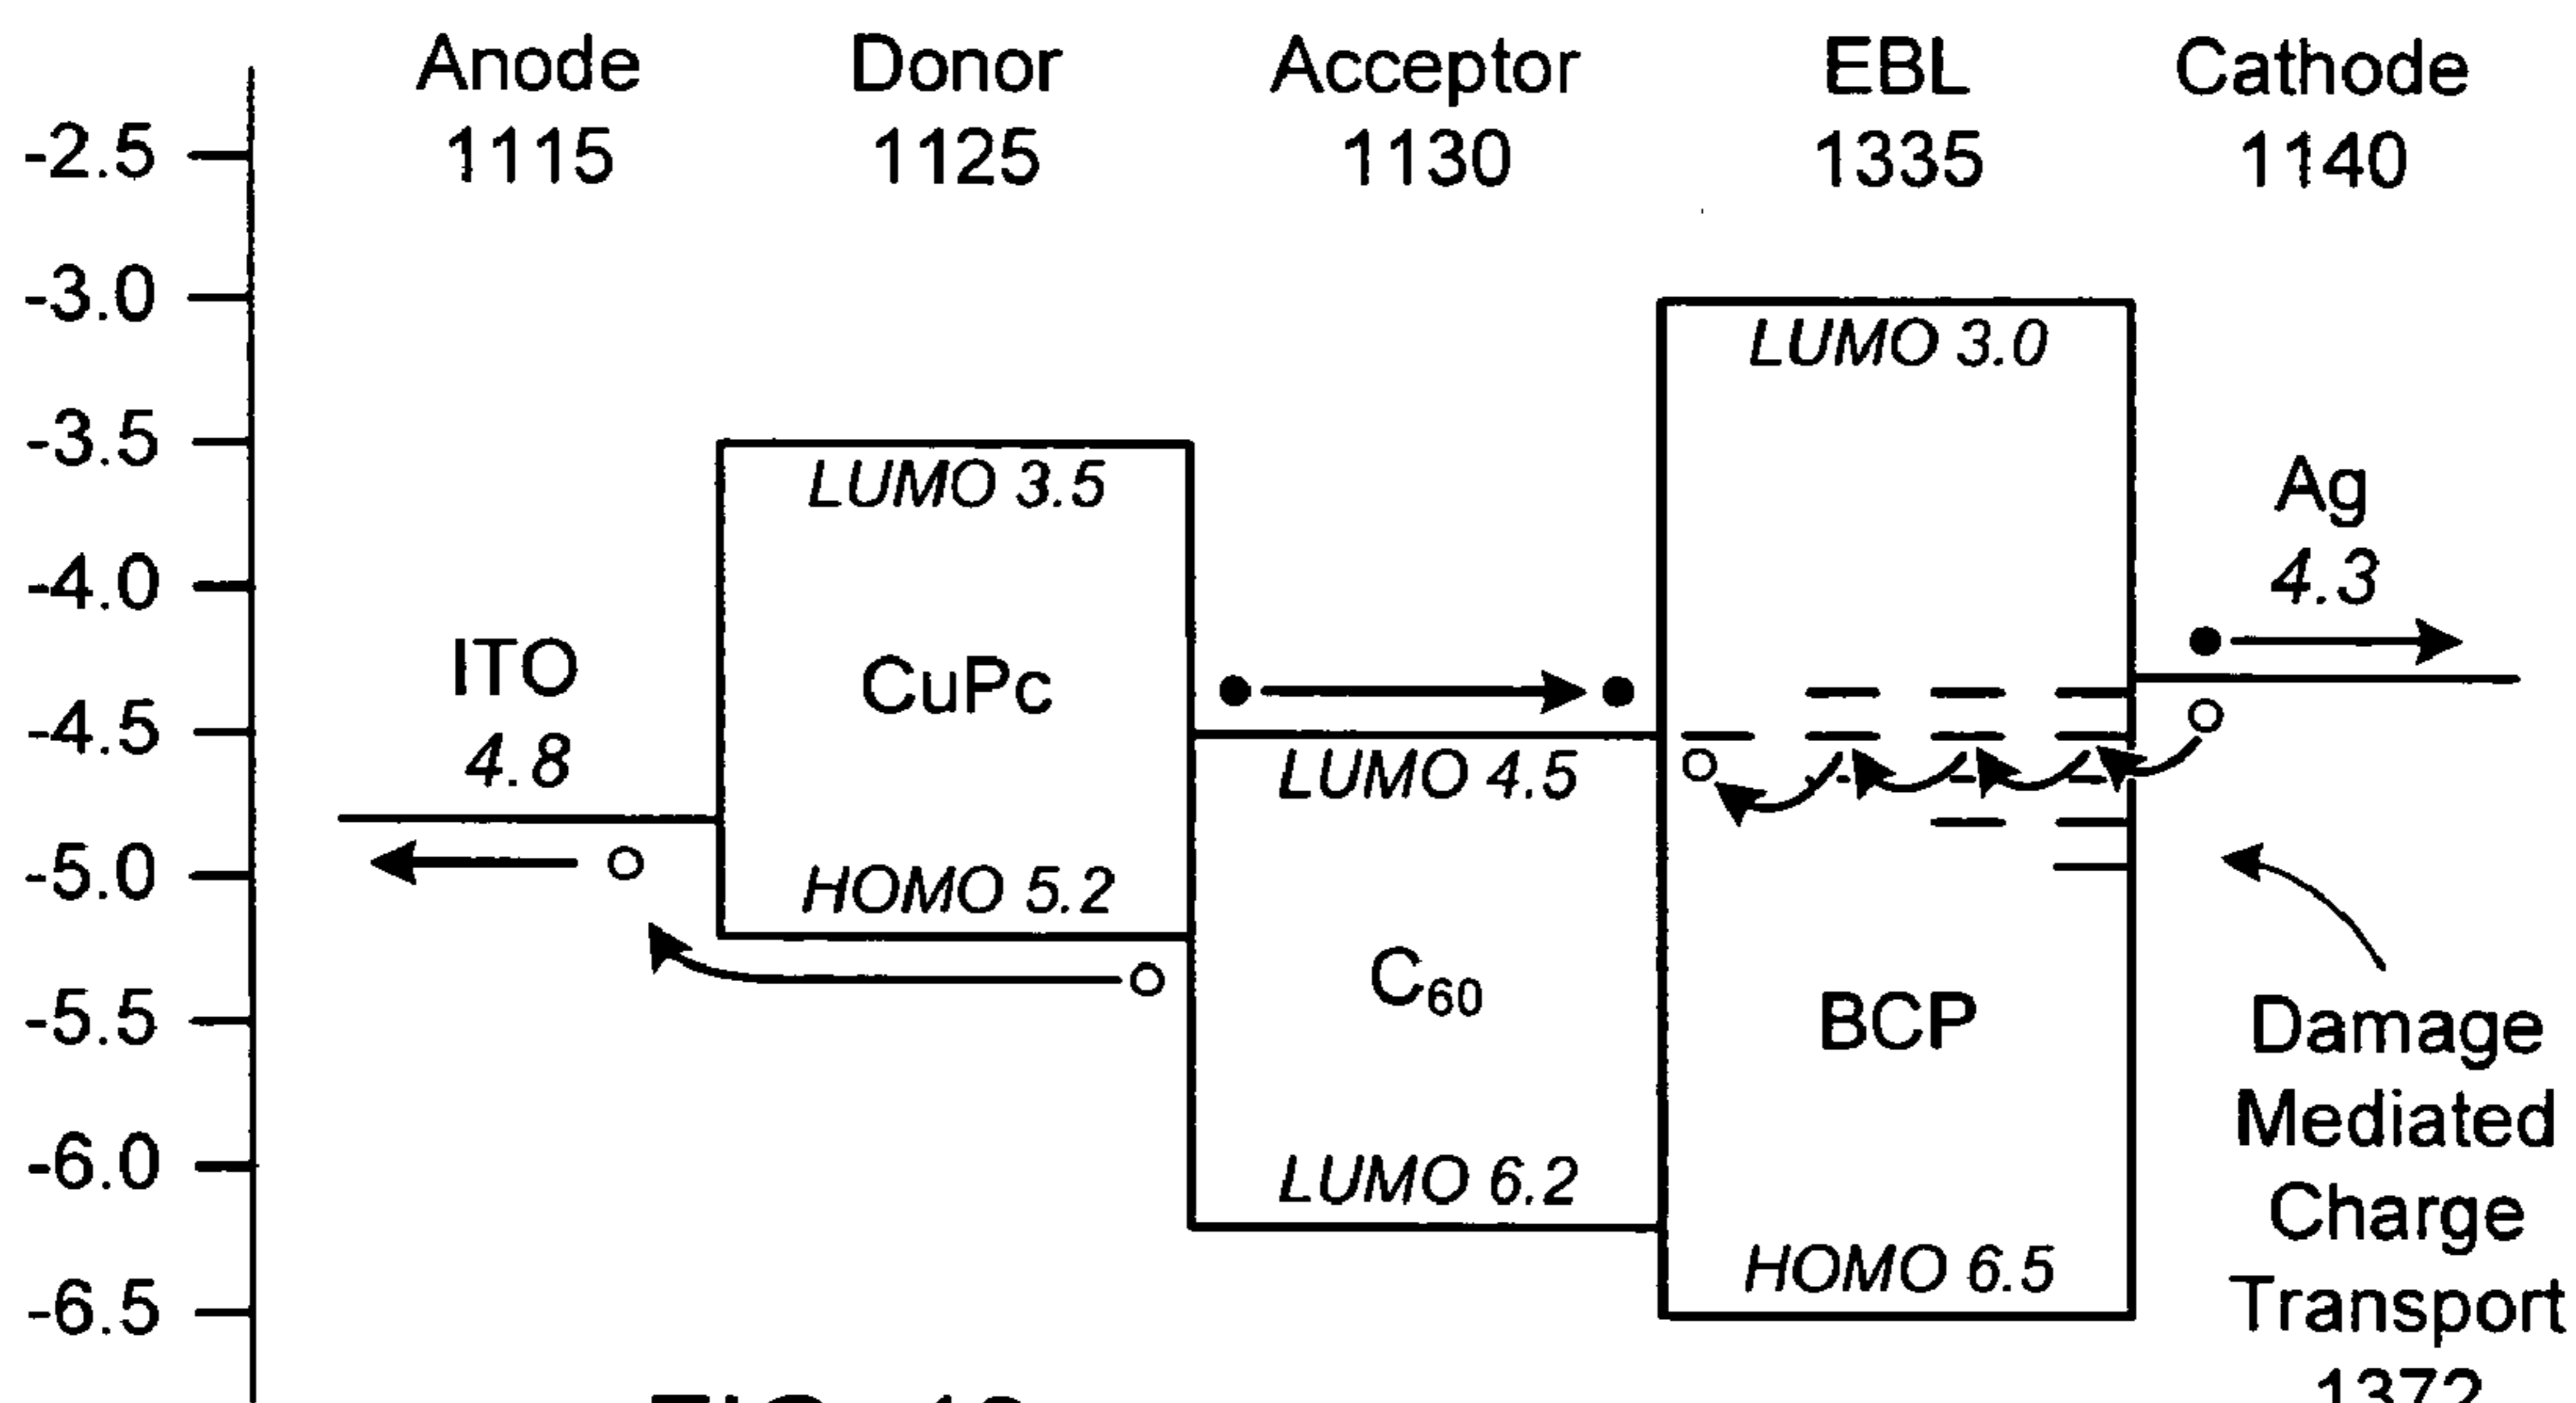 Anode Donor Acceptor EBL Cathode
1115 1125 1130 1335 1140
-2.5
-3.0
-3.5
-4.0
-4.5
-5.0
-5.5
-6.0
-6.5
ITO
4.8
LUMO 3.5
CuPc
HOMO 5.2
LUMO 4.5
C60
LUMO 6.2
LUMO 3.0
BCP
HOMO 6.5
Ag
4.3
Damage
Mediated
Charge
Transport
1372